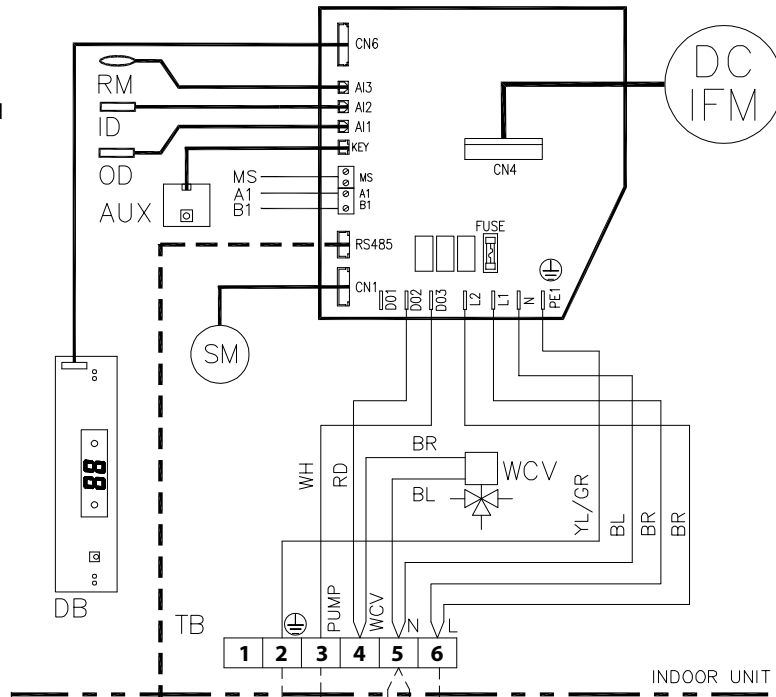 CN6
DC
IFM
RM
AI3
ID
AI2
AI1
OD
KEY
CN4
AUX
MS
MS
A1
A1
B1
B1
FUSE
RS485
CN1
DO1
DO2
DO3
L2
L1
N
PE1
SM
88
BR
WCV
BL
WH
RD
YL/GR
BL
BR
BR
DB
TB
PUMP
WCV
N
L
1 2 3 4 5 6
INDOOR UNIT